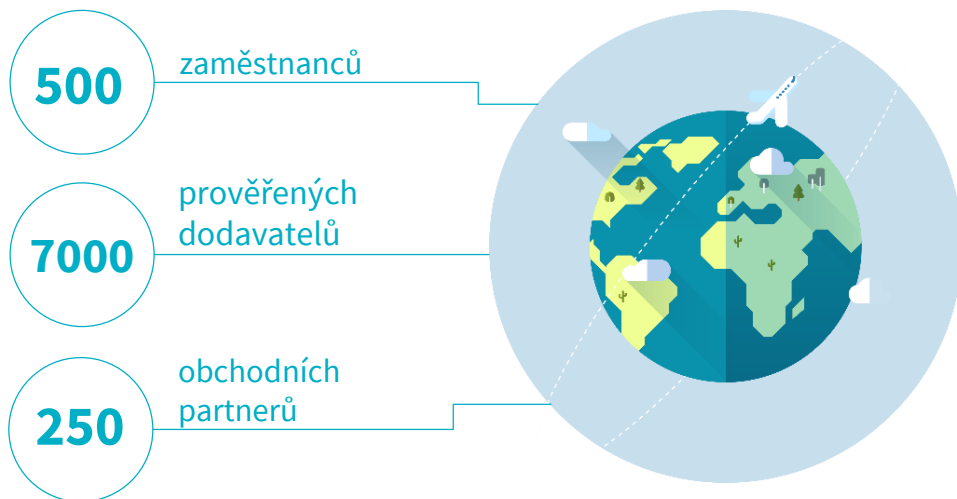 500
zaměstnanců
7000
prověřených
dodavatelů
250
obchodních
partnerů